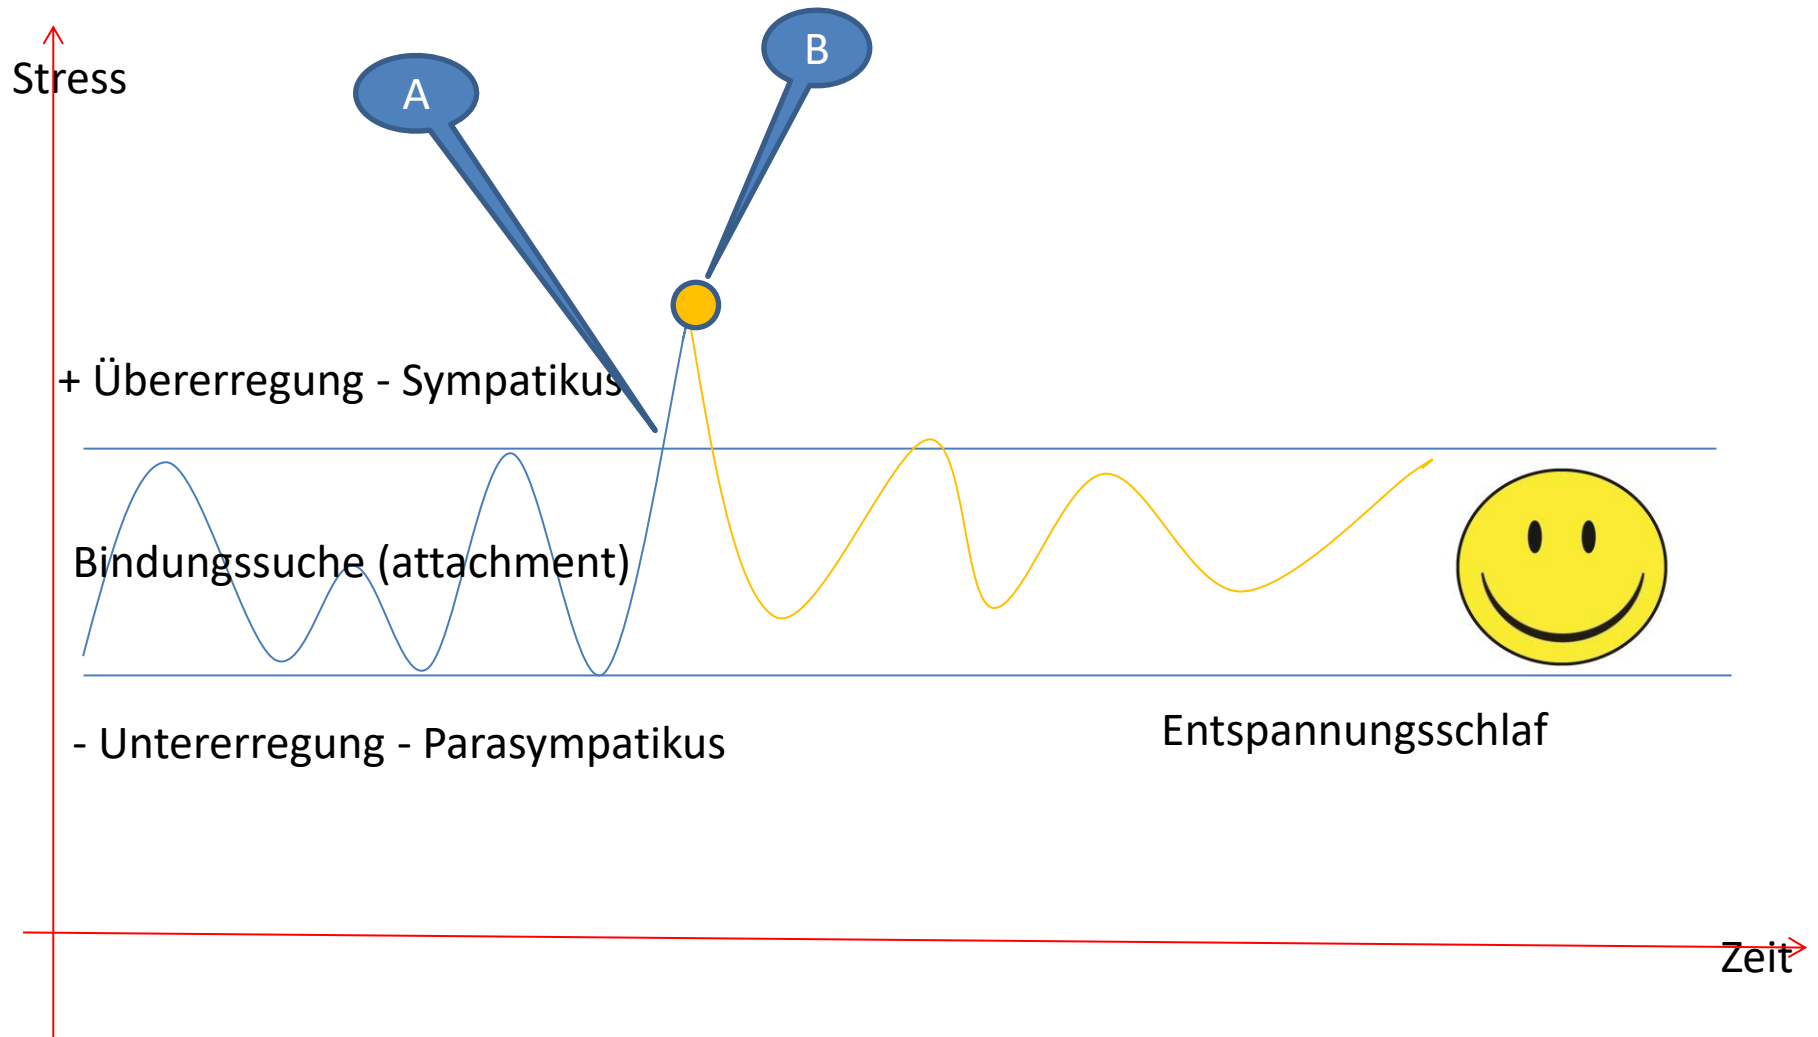 B
Stress
A
+ Übererregung - Sympatikus
Bindungssuche (attachment)
- Untererregung - Parasympatikus
Entspannungsschlaf
Zeit